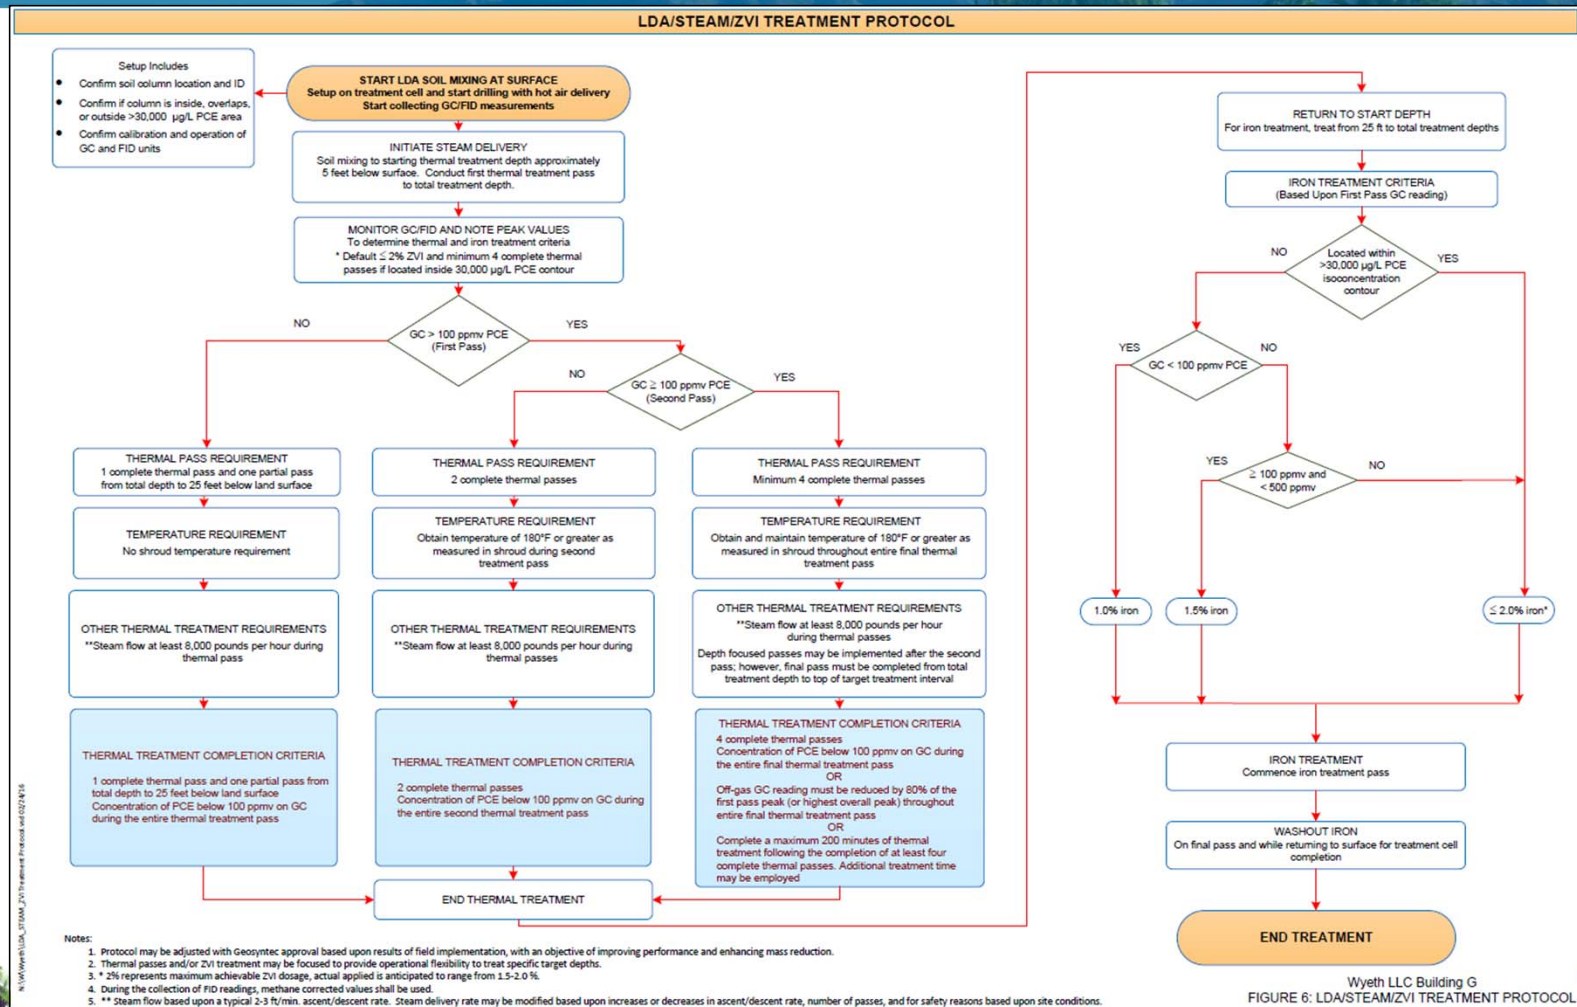 LDA/STEAM/ZVI TREATMENT PROTOCOL
Setup Includes
• Confirm soil column location and ID
• Confirm if column is inside, overlaps,
or outside >30,000 µg/L PCE area
• Confirm calibration and operation of
GC and FID units
START LDA SOIL MIXING AT SURFACE
Setup on treatment cell and start drilling with hot air delivery
Start collecting GC/FID measurements
INITIATE STEAM DELIVERY
Soil mixing to starting thermal treatment depth approximately
5 feet below surface. Conduct first thermal treatment pass
to total treatment depth.
MONITOR GC/FID AND NOTE PEAK VALUES
To determine thermal and iron treatment criteria
* Default ≤ 2% ZVI and minimum 4 complete thermal
passes if located inside 30,000 µg/L PCE contour
NO
GC > 100 ppmv PCE
(First Pass)
YES
NO
GC ≥ 100 ppmv PCE
(Second Pass)
YES
THERMAL PASS REQUIREMENT
1 complete thermal pass and one partial pass
from total depth to 25 feet below land surface
TEMPERATURE REQUIREMENT
No shroud temperature requirement
OTHER THERMAL TREATMENT REQUIREMENTS
**Steam flow at least 8,000 pounds per hour during
thermal pass
THERMAL TREATMENT COMPLETION CRITERIA
1 complete thermal pass and one partial pass from
total depth to 25 feet below land surface
Concentration of PCE below 100 ppmv on GC
during the entire thermal treatment pass
THERMAL PASS REQUIREMENT
2 complete thermal passes
TEMPERATURE REQUIREMENT
Obtain temperature of 180°F or greater as
measured in shroud during second
treatment pass
OTHER THERMAL TREATMENT REQUIREMENTS
**Steam flow at least 8,000 pounds per hour during
thermal passes
THERMAL TREATMENT COMPLETION CRITERIA
2 complete thermal passes
Concentration of PCE below 100 ppmv on GC during
the entire second thermal treatment pass
THERMAL PASS REQUIREMENT
Minimum 4 complete thermal passes
TEMPERATURE REQUIREMENT
Obtain and maintain temperature of 180°F or greater as
measured in shroud throughout entire final thermal
treatment pass
OTHER THERMAL TREATMENT REQUIREMENTS
**Steam flow at least 8,000 pounds per hour
during thermal passes
Depth focused passes may be implemented after the second
pass; however, final pass must be completed from total
treatment depth to top of target treatment interval
THERMAL TREATMENT COMPLETION CRITERIA
4 complete thermal passes
Concentration of PCE below 100 ppmv on GC during
the entire final thermal treatment pass
OR
Off-gas GC reading must be reduced by 80% of the
first pass peak (or highest overall peak) throughout
entire final thermal treatment pass
OR
Complete a maximum 200 minutes of thermal
treatment following the completion of at least four
complete thermal passes. Additional treatment time
may be employed
END THERMAL TREATMENT
RETURN TO START DEPTH
For iron treatment, treat from 25 ft to total treatment depths
IRON TREATMENT CRITERIA
(Based Upon First Pass GC reading)
NO
Located within
>30,000 µg/L PCE
isoconcentration
contour
YES
YES
GC < 100 ppmv PCE
NO
YES
≥ 100 ppmv and
< 500 ppmv
NO
1.0% iron
1.5% iron
≤ 2.0% iron*
IRON TREATMENT
Commence iron treatment pass
WASHOUT IRON
On final pass and while returning to surface for treatment cell
completion
END TREATMENT
Notes:
1. Protocol may be adjusted with Geosyntec approval based upon results of field implementation, with an objective of improving performance and enhancing mass reduction.
2. Thermal passes and/or ZVI treatment may be focused to provide operational flexibility to treat specific target depths.
3. * 2% represents maximum achievable ZVI dosage, actual applied is anticipated to range from 1.5-2.0 %.
4. During the collection of FID readings, methane corrected values shall be used.
5. ** Steam flow based upon a typical 2-3 ft/min. ascent/descent rate. Steam delivery rate may be modified based upon increases or decreases in ascent/descent rate, number of passes, and for safety reasons based upon site conditions.
Wyeth LLC Building G
FIGURE 6: LDA/STEAM/ZVI TREATMENT PROTOCOL